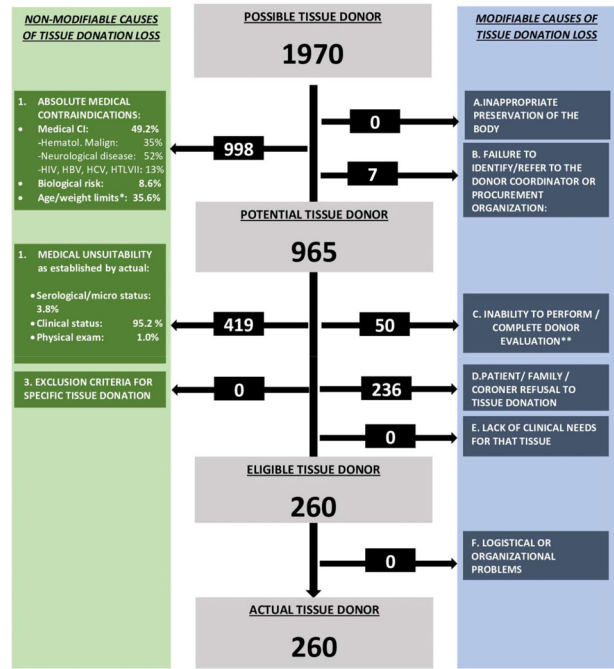 NON-MODIFIABLE CAUSES
OF TISSUE DONATION LOSS
1. ABSOLUTE MEDICAL
CONTRAINDICATIONS:
• Medical CI: 49.2%
-Hematol. Malign: 35%
-Neurological disease: 52%
-HIV, HBV, HCV, HTLVII: 13%
• Biological risk: 8.6%
• Age/weight limits*: 35.6%
1. MEDICAL UNSUITABILITY
as established by actual:
• Serological/micro status:
3.8%
• Clinical status: 95.2 %
• Physical exam: 1.0%
3. EXCLUSION CRITERIA FOR
SPECIFIC TISSUE DONATION
POSSIBLE TISSUE DONOR
1970
0
998
7
POTENTIAL TISSUE DONOR
965
419
50
0
236
0
ELIGIBLE TISSUE DONOR
260
0
ACTUAL TISSUE DONOR
260
MODIFIABLE CAUSES OF
TISSUE DONATION LOSS
A.INAPPROPRIATE
PRESERVATION OF THE
BODY
B. FAILURE TO
IDENTIFY/REFER TO THE
DONOR COORDINATOR OR
PROCUREMENT
ORGANIZATION:
C. INABILITY TO PERFORM /
COMPLETE DONOR
EVALUATION**
D.PATIENT/ FAMILY /
CORONER REFUSAL TO
TISSUE DONATION
E. LACK OF CLINICAL NEEDS
FOR THAT TISSUE
F. LOGISTICAL OR
ORGANIZATIONAL
PROBLEMS